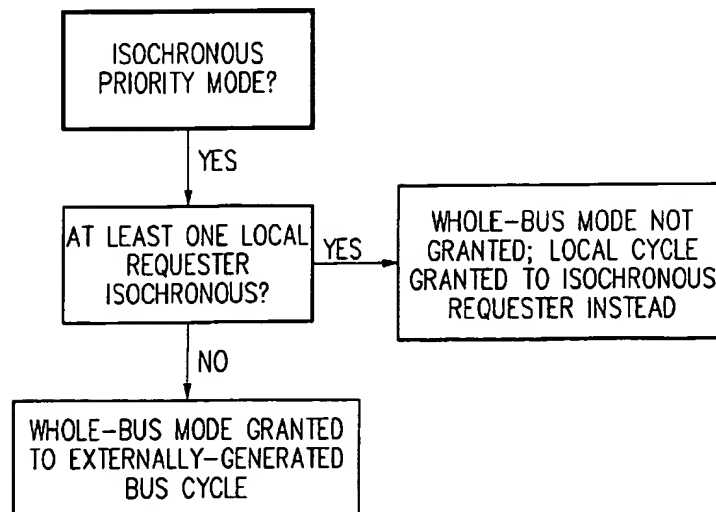 ISOCHRONOUS
PRIORITY MODE?
YES
AT LEAST ONE LOCAL
REQUESTER
ISOCHRONOUS?
YES
WHOLE-BUS MODE NOT
GRANTED; LOCAL CYCLE
GRANTED TO ISOCHRONOUS
REQUESTER INSTEAD
NO
WHOLE-BUS MODE GRANTED
TO EXTERNALLY-GENERATED
BUS CYCLE